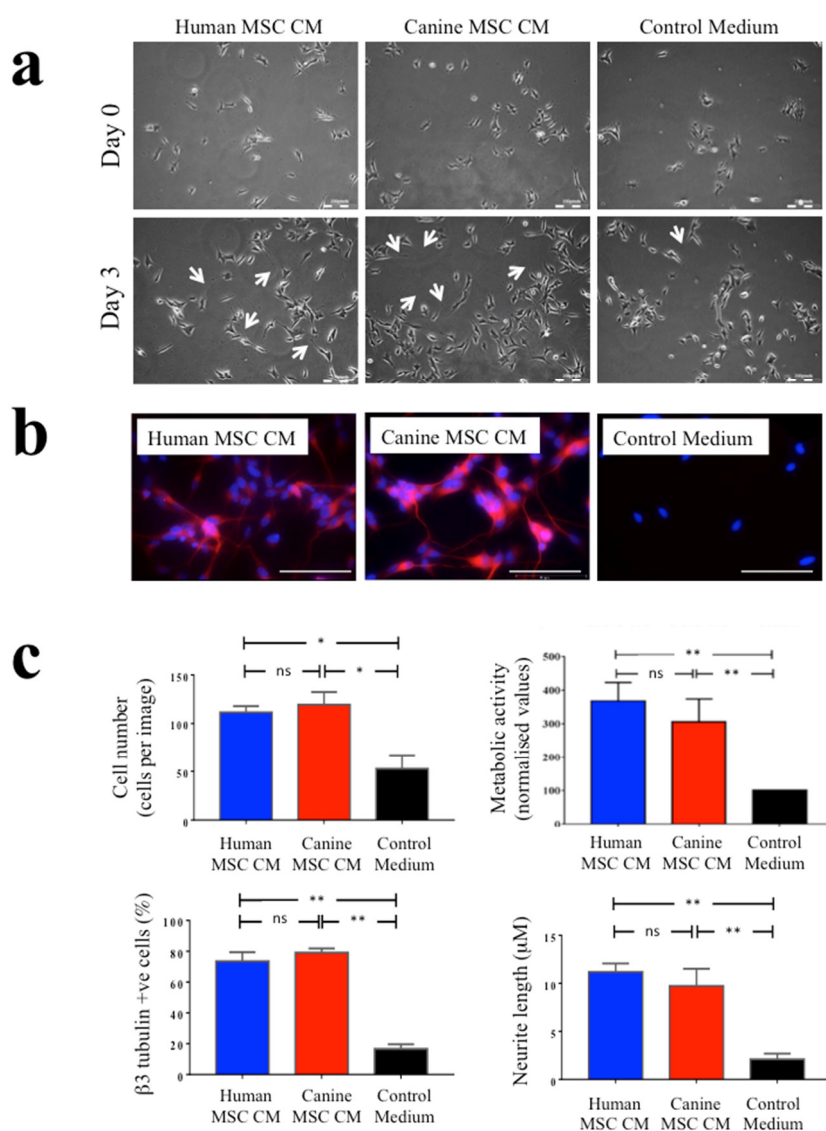 Human MSC CM
Canine MSC CM
Control Medium
a
Day 0
Day 3
b
Human MSC CM
Canine MSC CM
Control Medium
c
*
ns
*
Cell number
(cells per image)
150
100
50
0
Human
MSC CM
Canine
MSC CM
Control
Medium
**
ns
**
Metabolic activity
(normalised values)
500
400
300
200
100
0
Human
MSC CM
Canine
MSC CM
Control
Medium
**
ns
**
β3 tubulin +ve cells (%)
100
80
60
40
20
0
Human
MSC CM
Canine
MSC CM
Control
Medium
**
ns
**
Neurite length (μM)
15
10
5
0
Human
MSC CM
Canine
MSC CM
Control
Medium